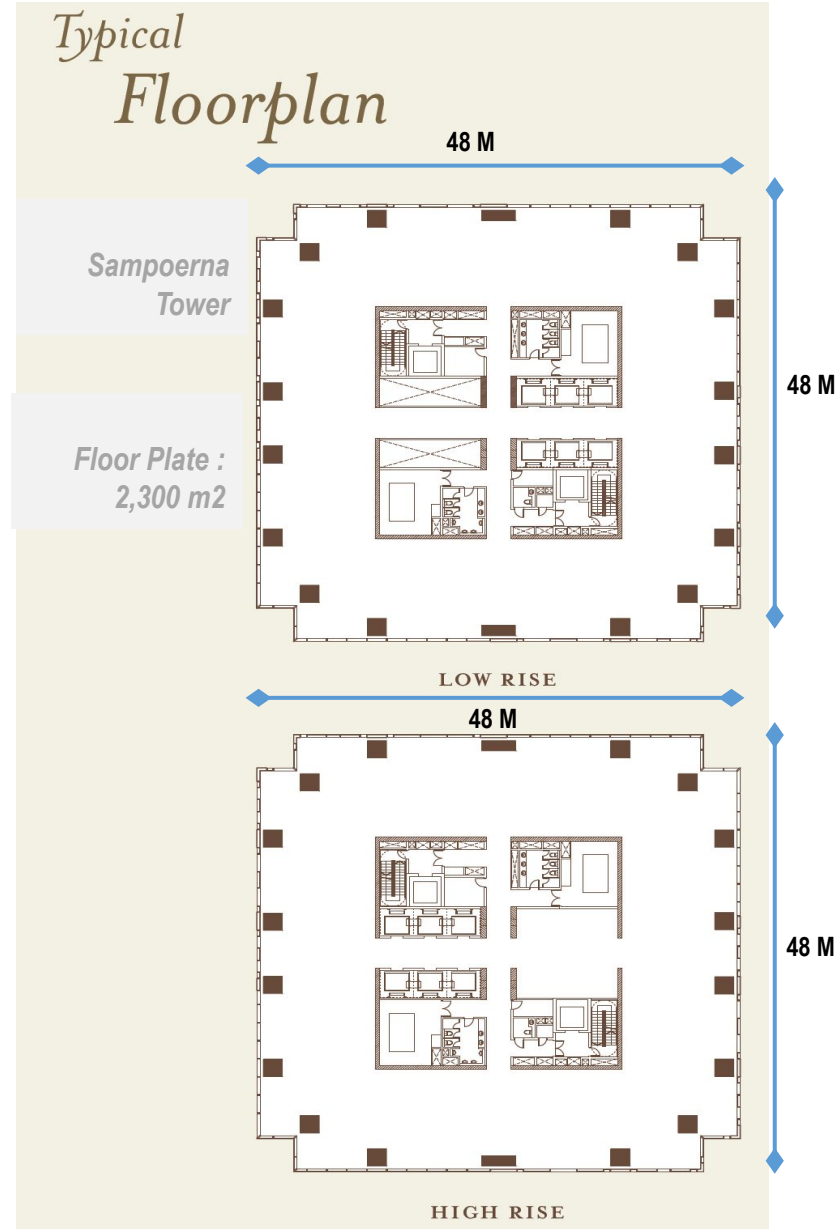 Typical
Floorplan
48 M
Sampoerna
Tower
48 M
Floor Plate :
2,300 m2
LOW RISE
48 M
48 M
HIGH RISE